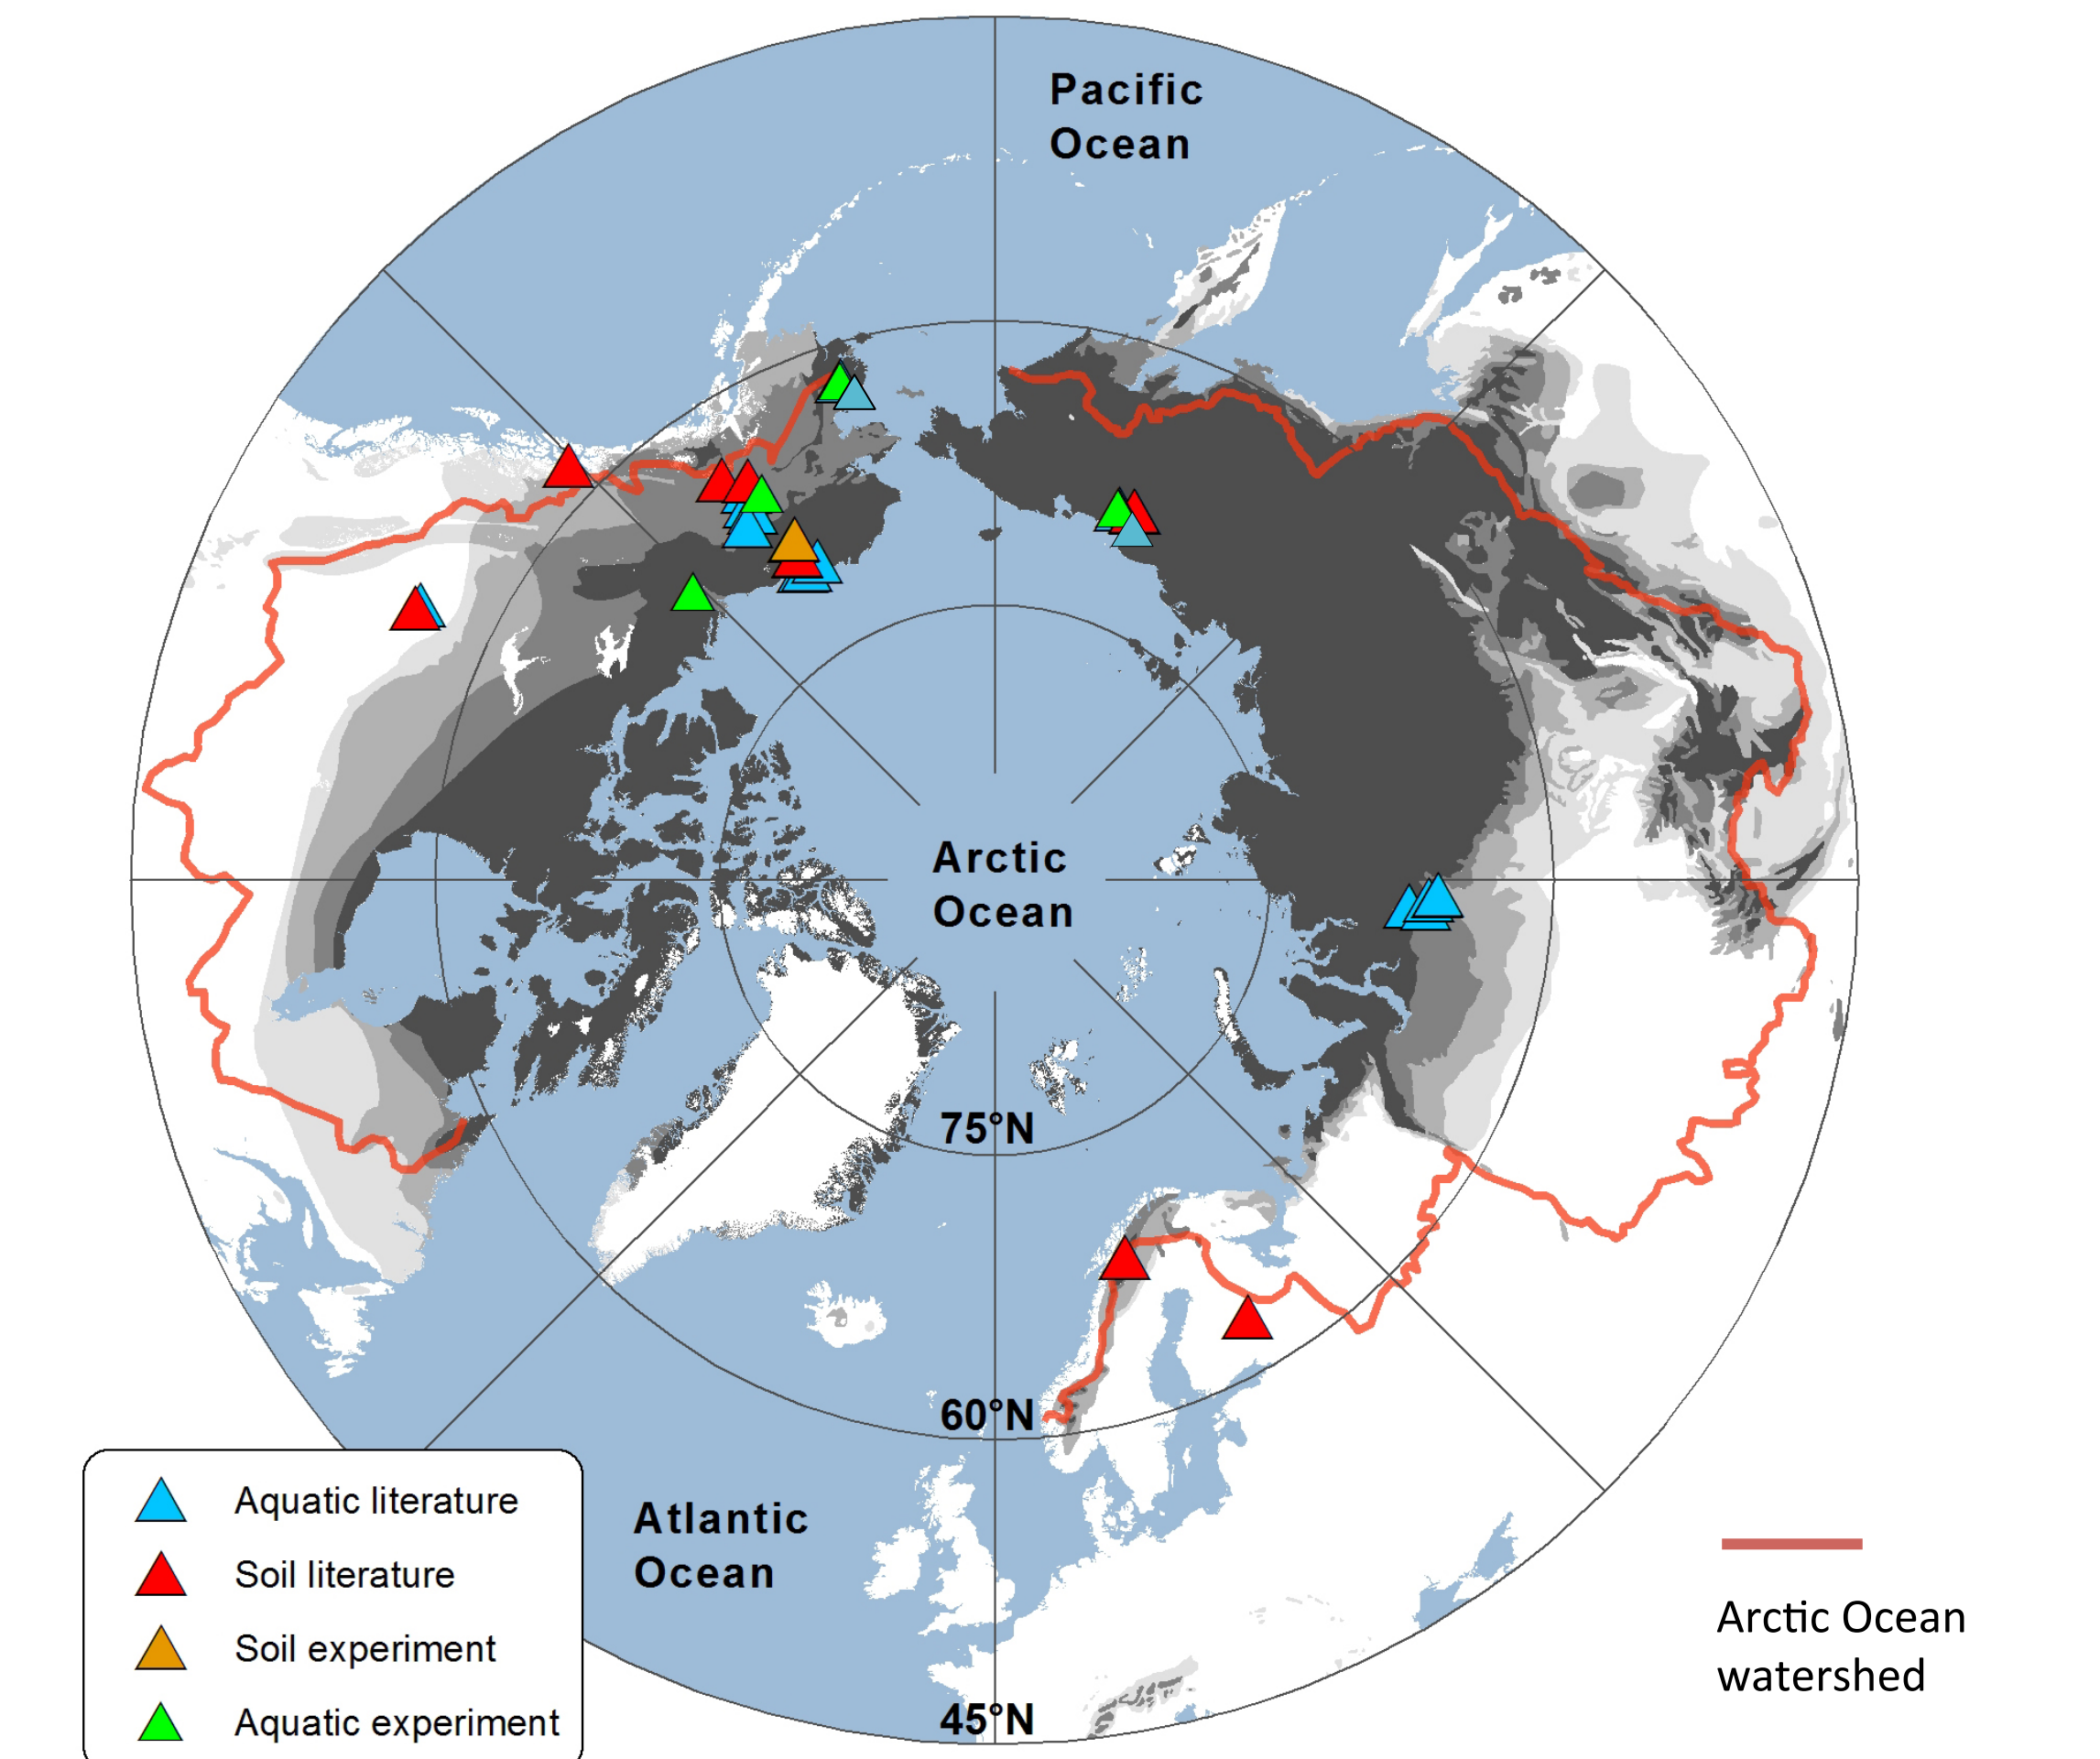 Pacific
Ocean
Arctic
Ocean
75°N
60°N
Atlantic
Ocean
45°N
Aquatic literature
Soil literature
Soil experiment
Aquatic experiment
Arctic Ocean
watershed